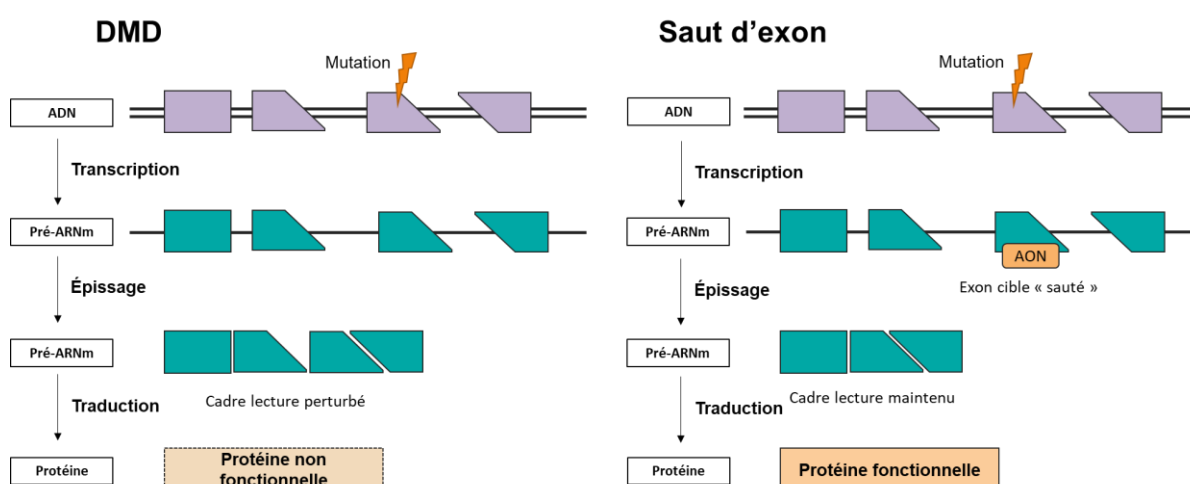 DMD
Mutation
ADN
Transcription
Pré-ARNm
Épissage
Pré-ARNm
Cadre lecture perturbé
Traduction
Protéine
Protéine non
fonctionnelle
Saut d’exon
Mutation
ADN
Transcription
Pré-ARNm
AON
Exon cible « sauté »
Épissage
Pré-ARNm
Cadre lecture maintenu
Traduction
Protéine
Protéine fonctionnelle